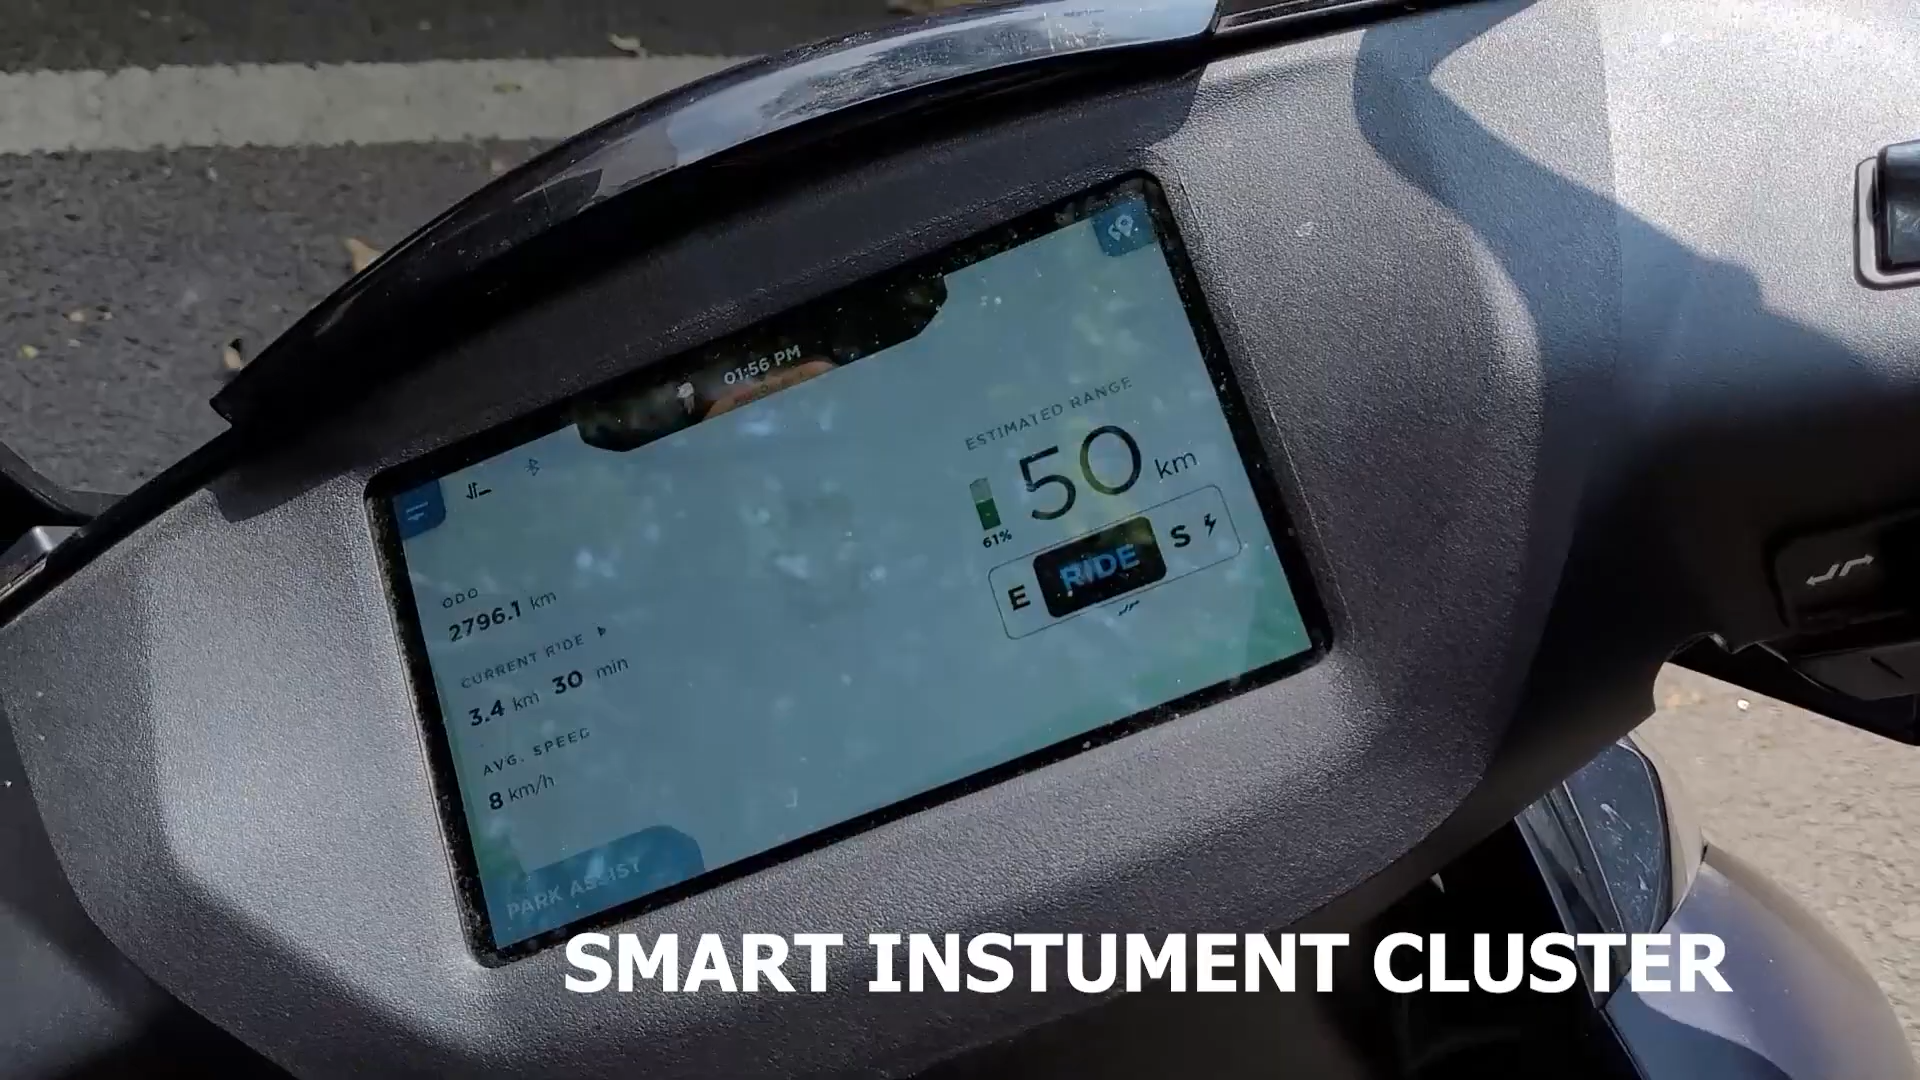 01:56 PM
ESTIMATED RANGE
50 km
61%
E RIDE S
ODO
2796.1 km
CURRENT RIDE
3.4 km 30 min
AVG. SPEED
8 km/h
PARK ASSIST
SMART INSTUMENT CLUSTER